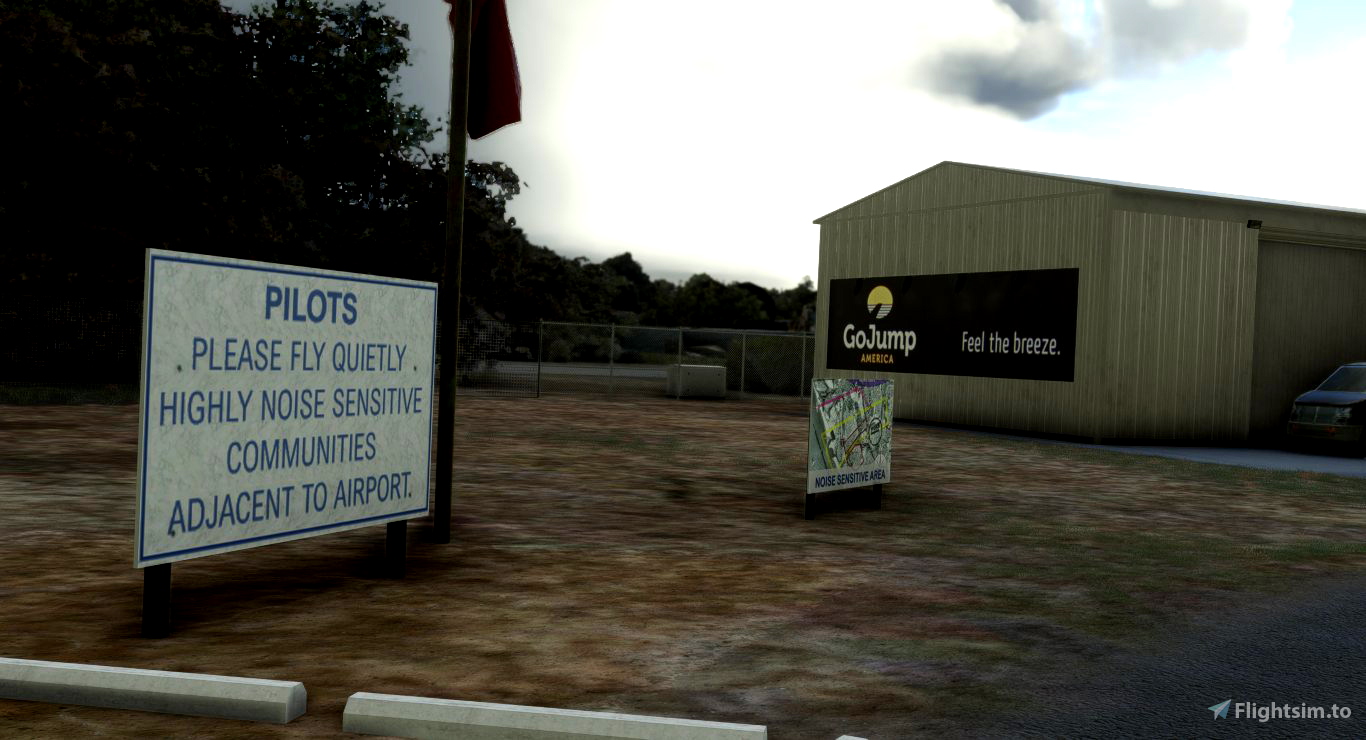 PILOTS
PLEASE FLY QUIETLY
HIGHLY NOISE SENSITIVE
COMMUNITIES
ADJACENT TO AIRPORT.
GoJump
AMERICA
Feel the breeze.
NOISE SENSITIVE AREA
Flightsim.to